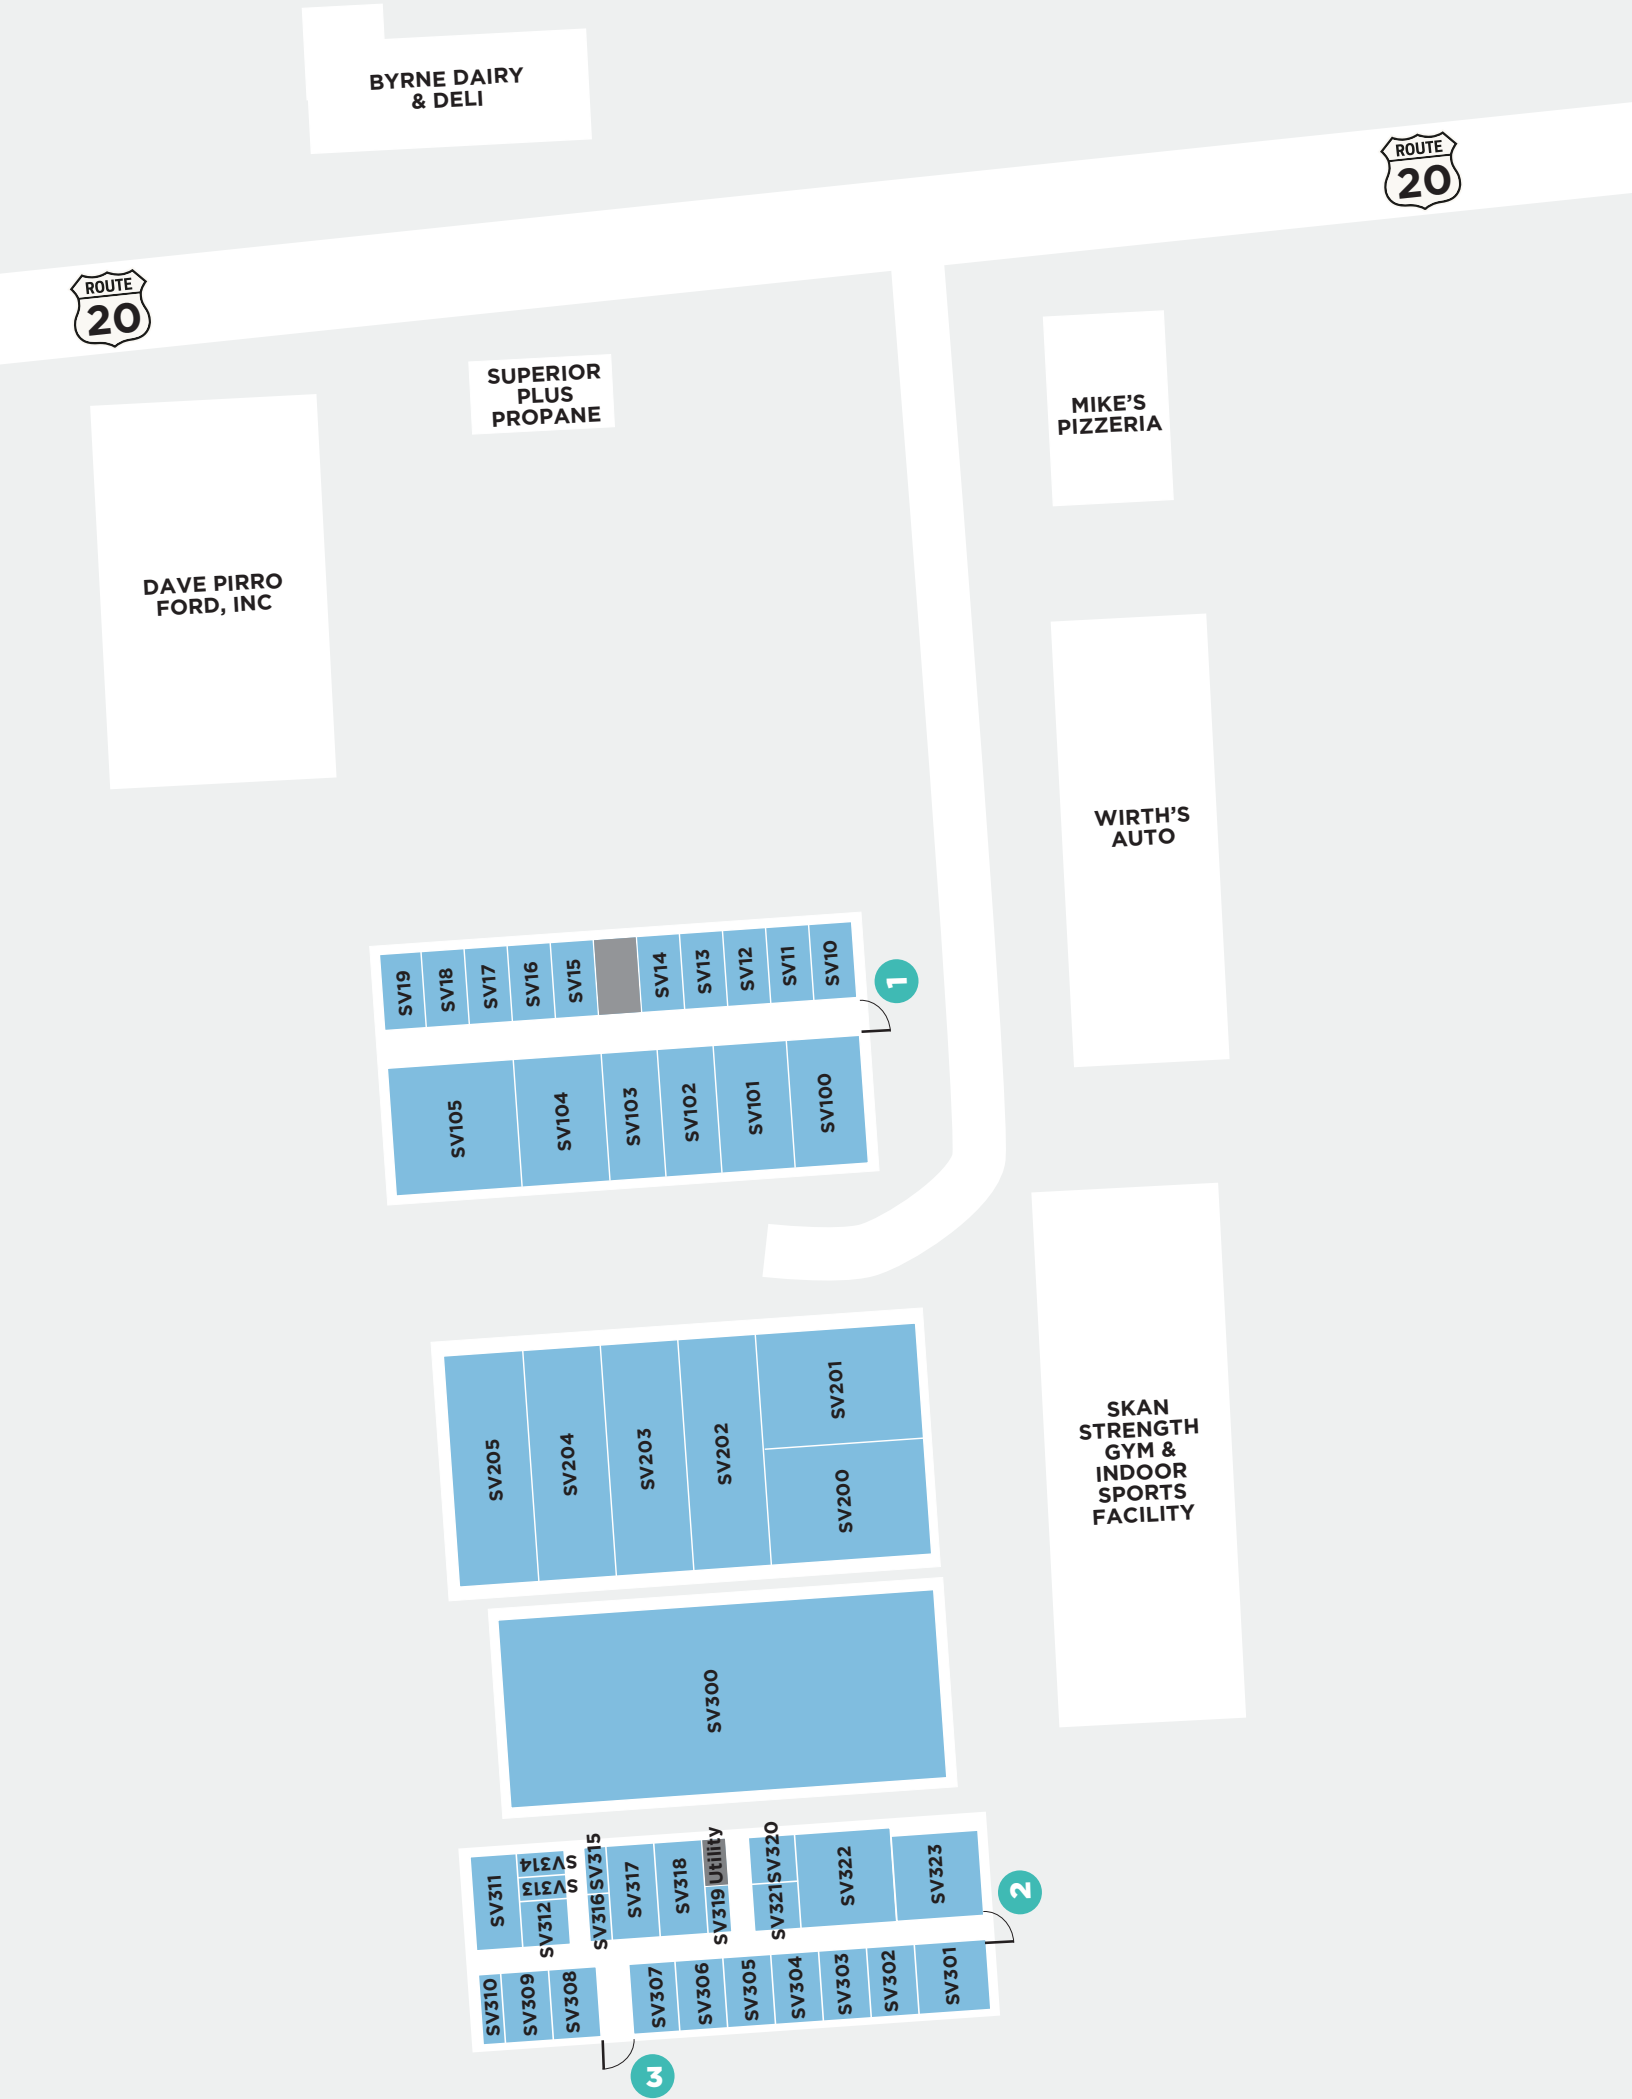 BYRNE DAIRY
& DELI
ROUTE
20
ROUTE
20
SUPERIOR
PLUS
PROPANE
MIKE’S
PIZZERIA
DAVE PIRRO
FORD, INC
WIRTH’S
AUTO
SV19
SV18
SV17
SV16
SV15
SV14
SV13
SV12
SV11
SV10
1
SV105
SV104
SV103
SV102
SV101
SV100
SV205
SV204
SV203
SV202
SV201
SV200
SKAN
STRENGTH
GYM &
INDOOR
SPORTS
FACILITY
SV300
SV311
SV314
SV313
SV312
SV315
SV316
SV317
SV318
Utility
SV319
SV320
SV321
SV322
SV323
2
SV310
SV309
SV308
SV307
SV306
SV305
SV304
SV303
SV302
SV301
3